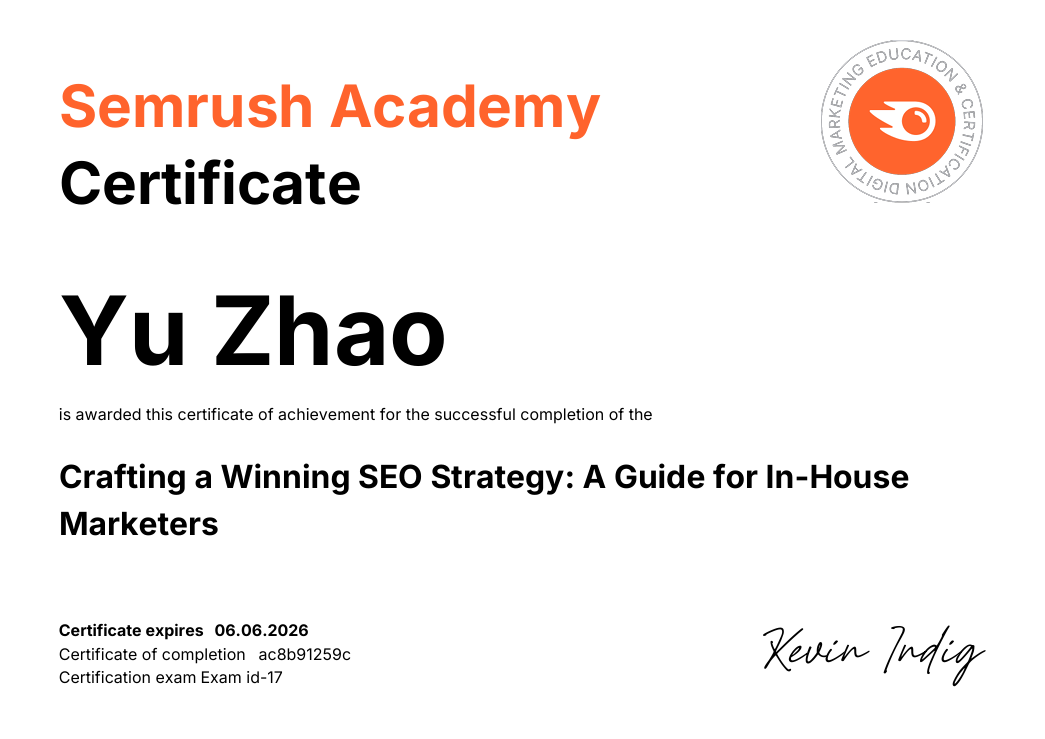 Semrush Academy
Certificate
DIGITAL MARKETING EDUCATION & CERTIFICATION
Yu Zhao
is awarded this certificate of achievement for the successful completion of the
Crafting a Winning SEO Strategy: A Guide for In-House
Marketers
Certificate expires 06.06.2026
Certificate of completion ac8b91259c
Certification exam Exam id-17
Kevin Indig